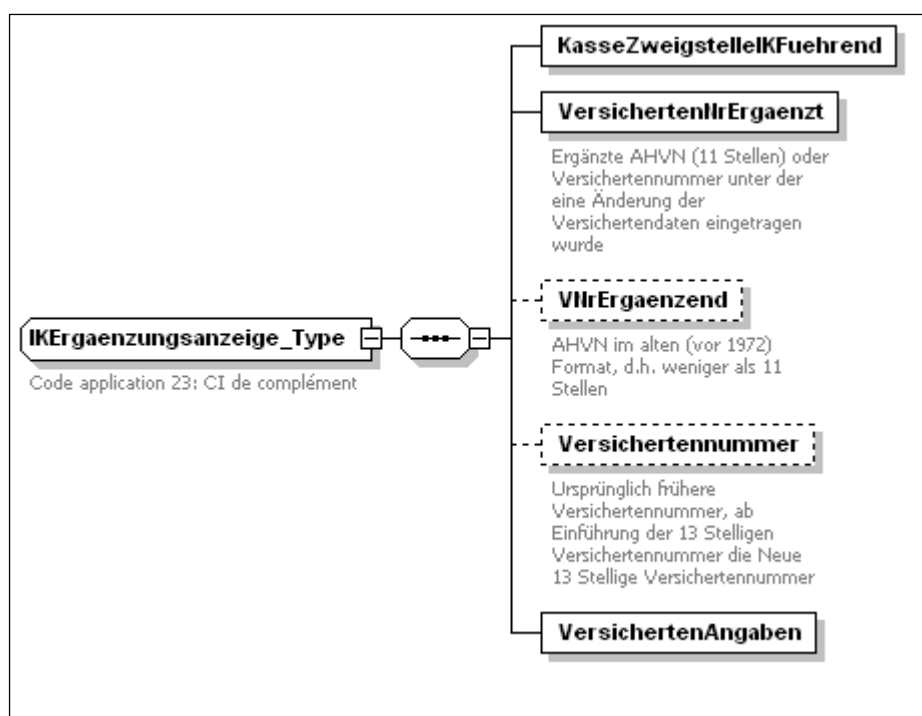 KasseZweigstelleIKFuehrend
VersichertenNrErgaenzt
Ergänzte AHVN (11 Stellen) oder
Versichertennummer unter der
eine Änderung der
Versichertendaten eingetragen
wurde
VNrErgaenzend
AHVN im alten (vor 1972)
Format, d.h. weniger als 11
Stellen
IKErgaenzungsanzeige_Type
Code application 23: CI de complément
Versichertennummer
Ursprünglich frühere
Versichertennummer, ab
Einführung der 13 Stelligen
Versichertennummer die Neue
13 Stellige Versichertennummer
VersichertenAngaben